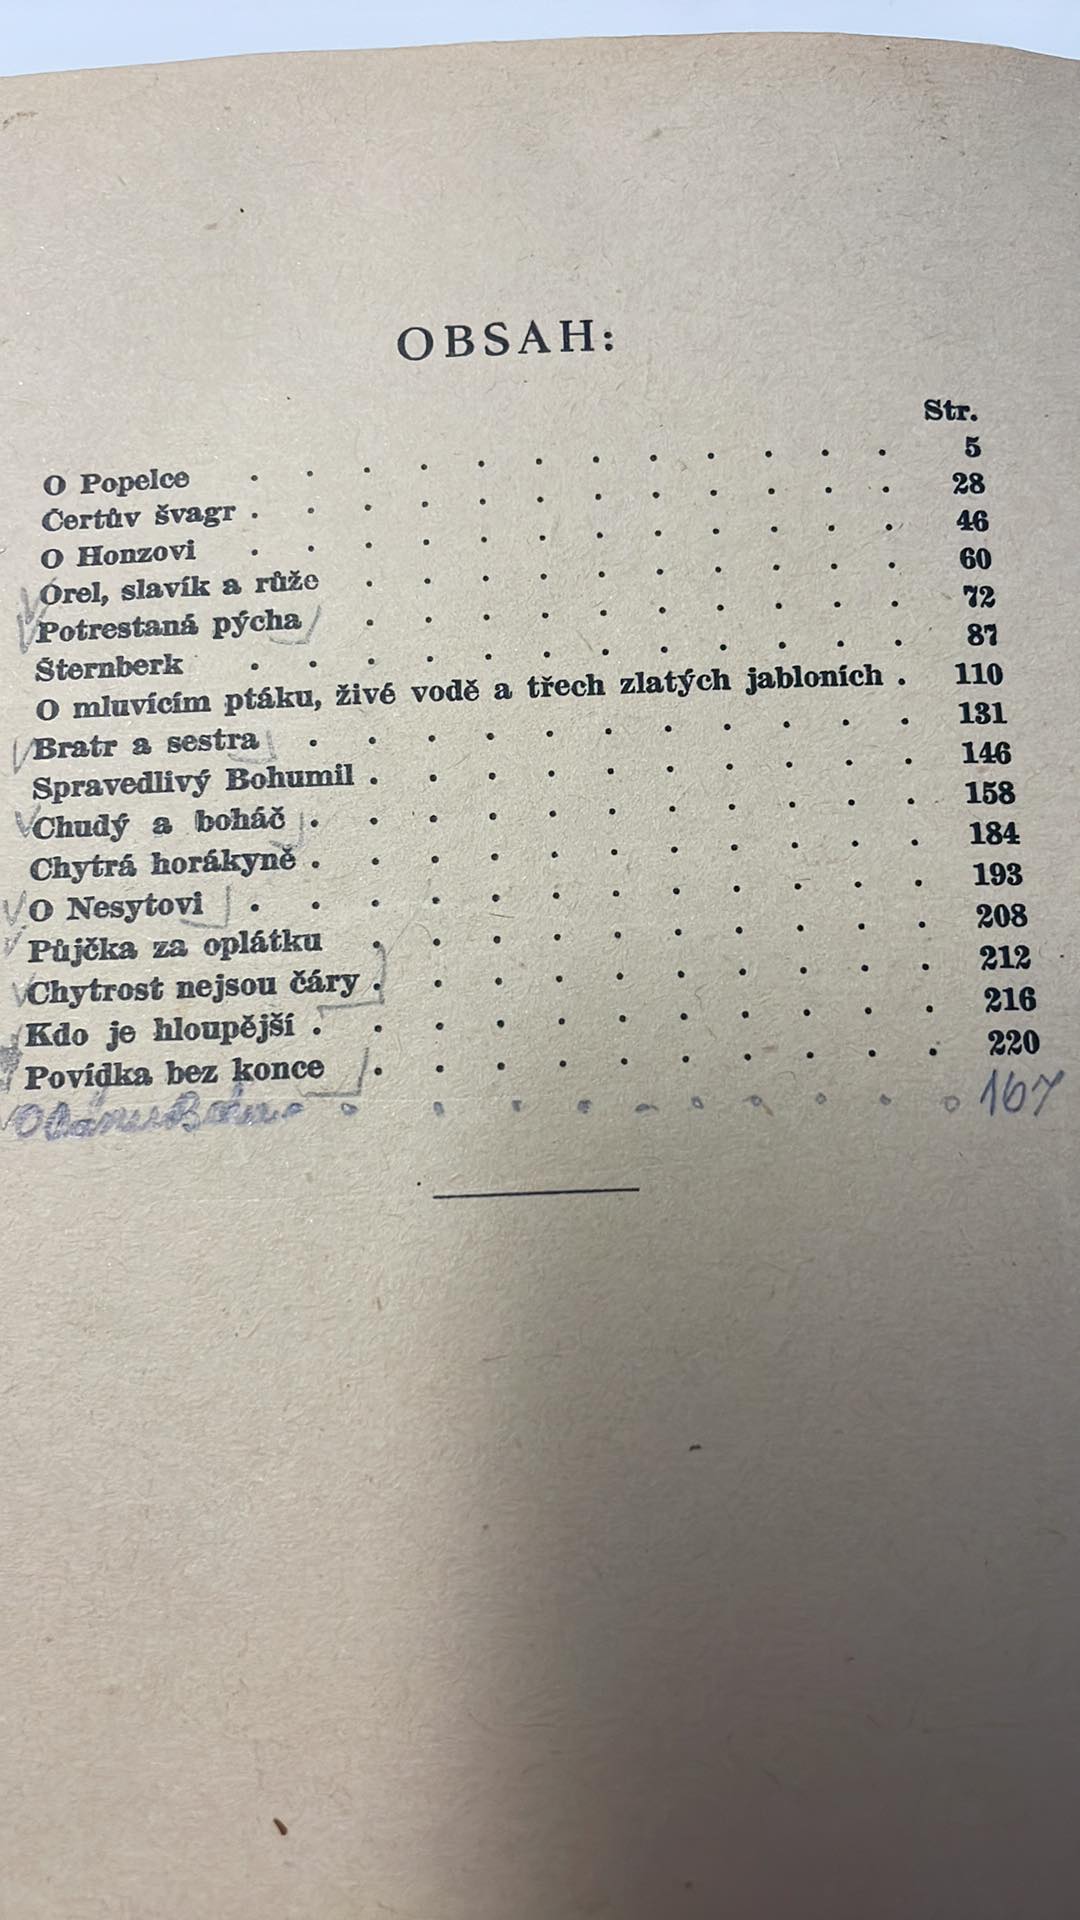 OBSAH:
Str.
O Popelce . . . . . . . . . . . . 5
Čertův švagr . . . . . . . . . . . . 28
O Honzovi . . . . . . . . . . . . 46
Orel, slavík a růže . . . . . . . . . . 60
Potrestaná pýcha . . . . . . . . . . 72
Šternberk . . . . . . . . . . . . 87
O mluvícím ptáku, živé vodě a třech zlatých jabloních . 110
Bratr a sestra . . . . . . . . . . . 131
Spravedlivý Bohumil . . . . . . . . . . 146
Chudý a boháč . . . . . . . . . . . 158
Chytrá horákyně . . . . . . . . . . . 184
O Nesytovi . . . . . . . . . . . . 193
Půjčka za oplátku . . . . . . . . . . 208
Chytrost nejsou čáry . . . . . . . . . . 212
Kdo je hloupější . . . . . . . . . . . 216
Povídka bez konce . . . . . . . . . . 220
167